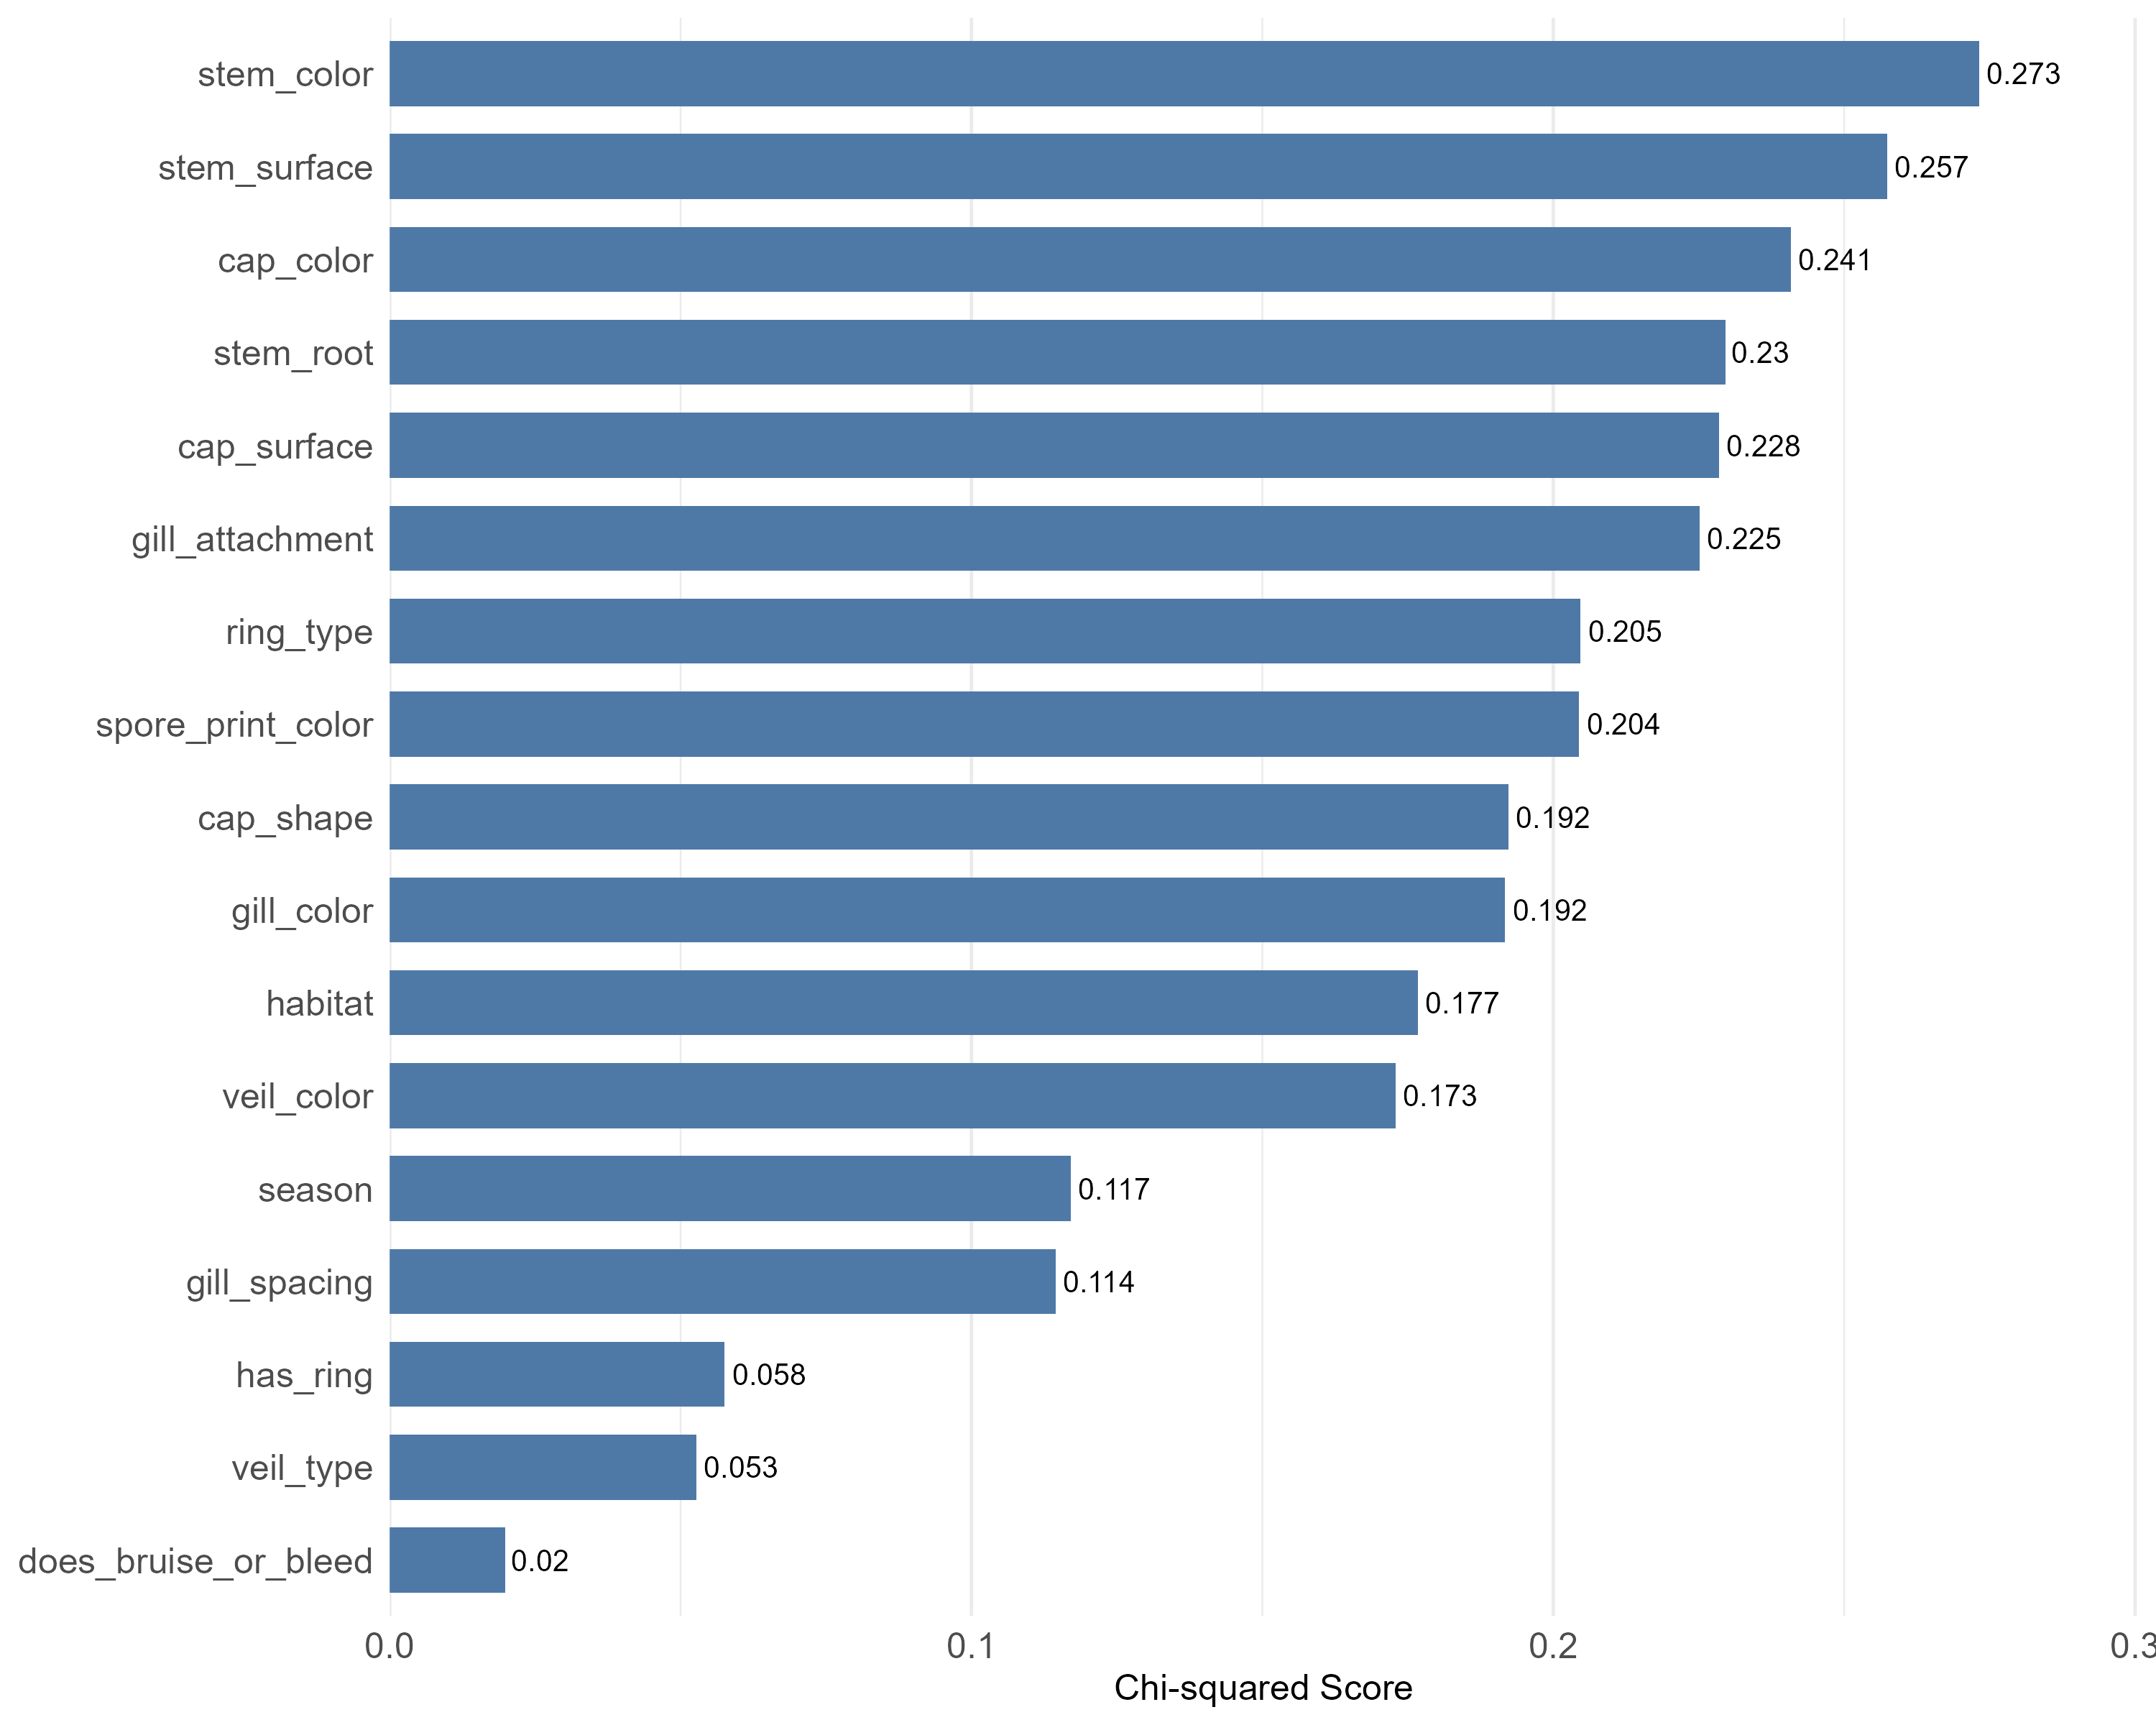 stem_color 0.273
stem_surface 0.257
cap_color 0.241
stem_root 0.23
cap_surface 0.228
gill_attachment 0.225
ring_type 0.205
spore_print_color 0.204
cap_shape 0.192
gill_color 0.192
habitat 0.177
veil_color 0.173
season 0.117
gill_spacing 0.114
has_ring 0.058
veil_type 0.053
does_bruise_or_bleed 0.02
0.0 0.1 0.2 0.3
Chi-squared Score